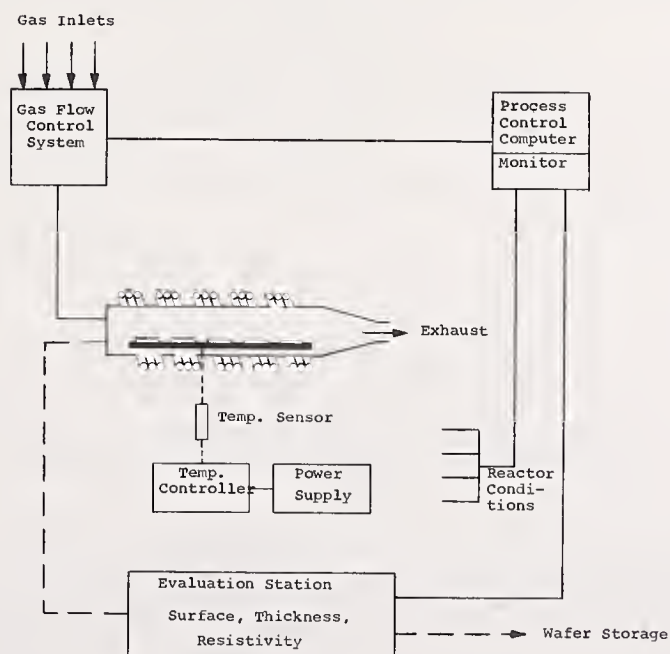 Gas Inlets
Gas Flow
Control
System
Process
Control
Computer
Monitor
Exhaust
Temp. Sensor
Temp.
Controller
Power
Supply
Reactor
Condi-
tions
Evaluation Station
Surface, Thickness,
Resistivity
Wafer Storage